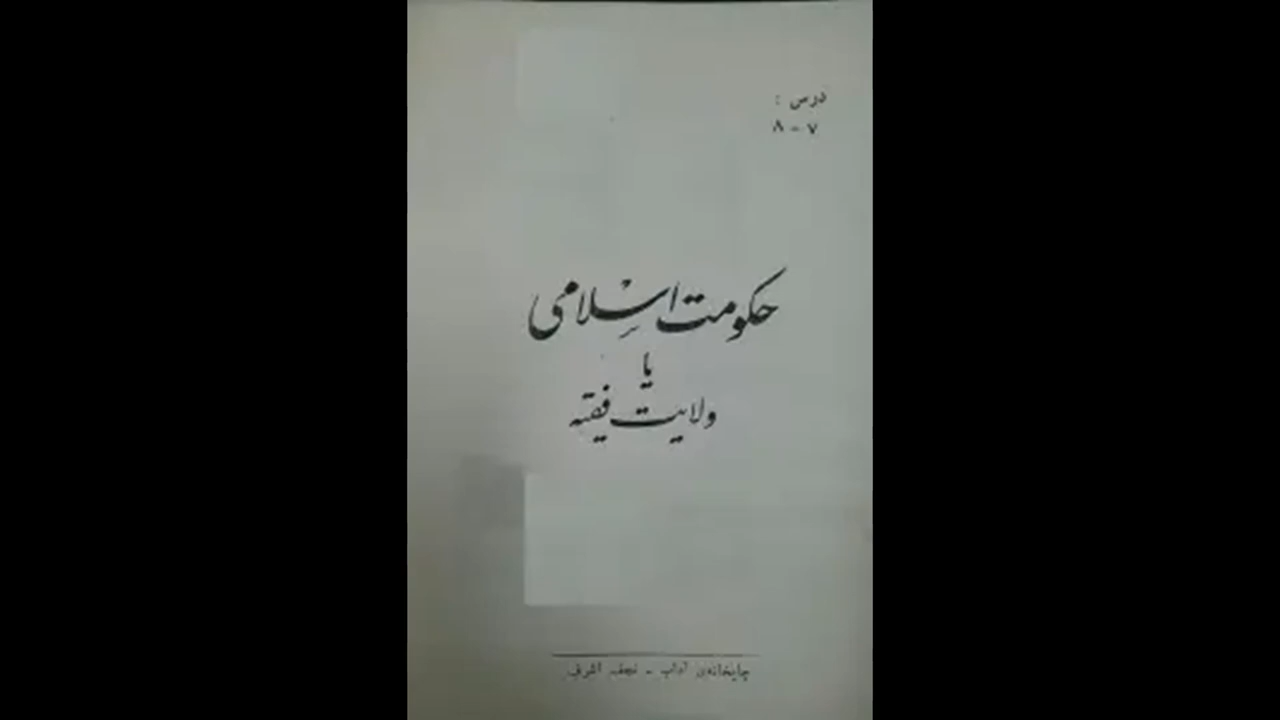 درس :
۷ - ۸
حکومت اسلامی
یا
ولایت فقیه
چاپخانه‌ی آداب - نجف اشرف